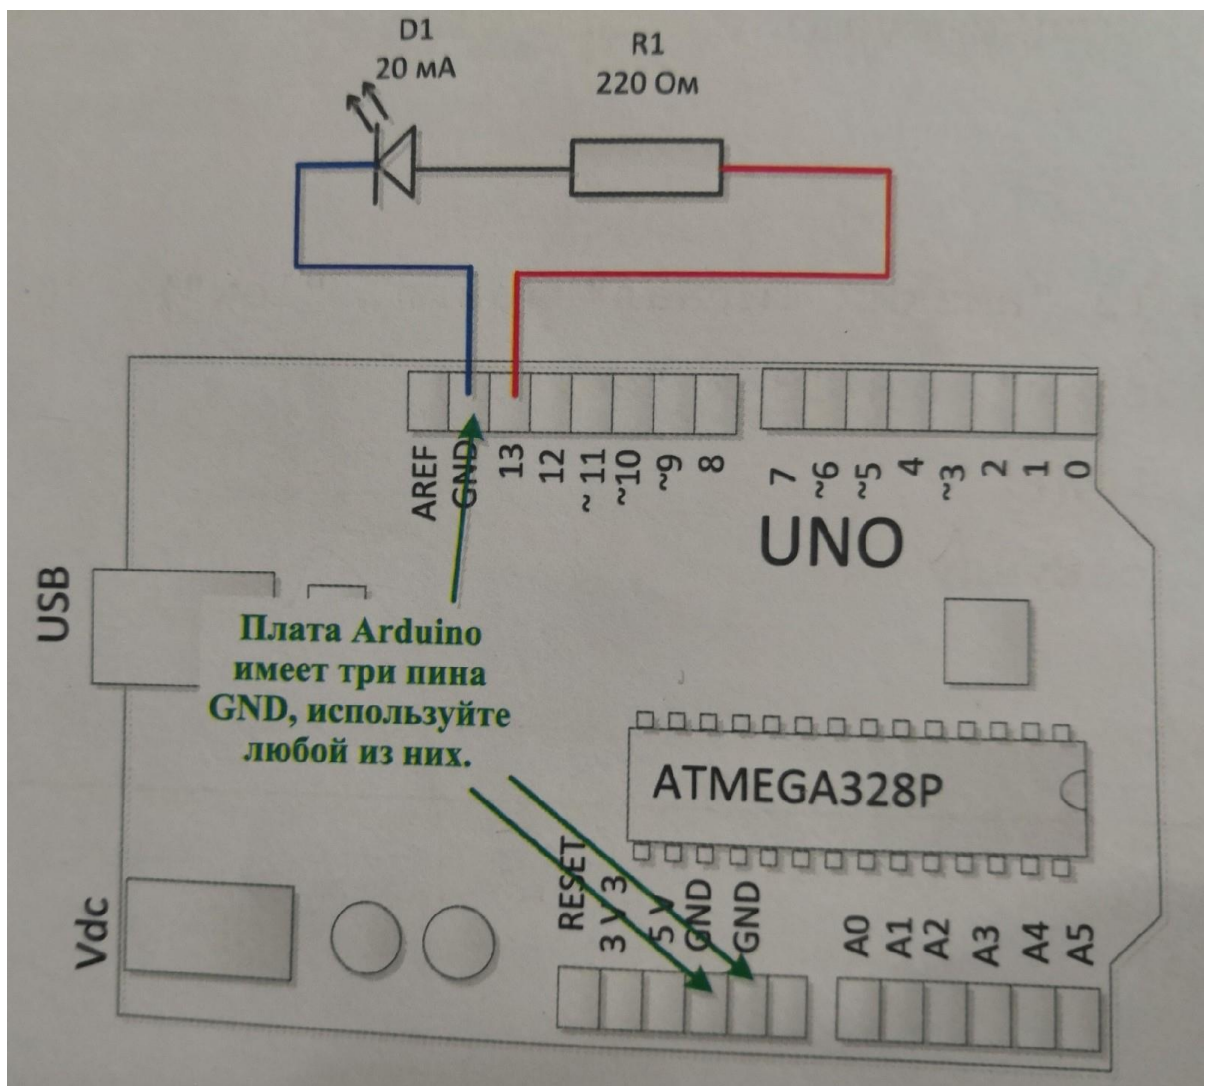 D1
20 мА
R1
220 Ом
AREF
GND
13
12
~11
~10
~9
8
7
~6
~5
4
~3
2
1
0
UNO
USB
Плата Arduino
имеет три пина
GND, используйте
любой из них.
ATMEGA328P
Vdc
RESET
3 V 3
5 V
GND
GND
A0
A1
A2
A3
A4
A5